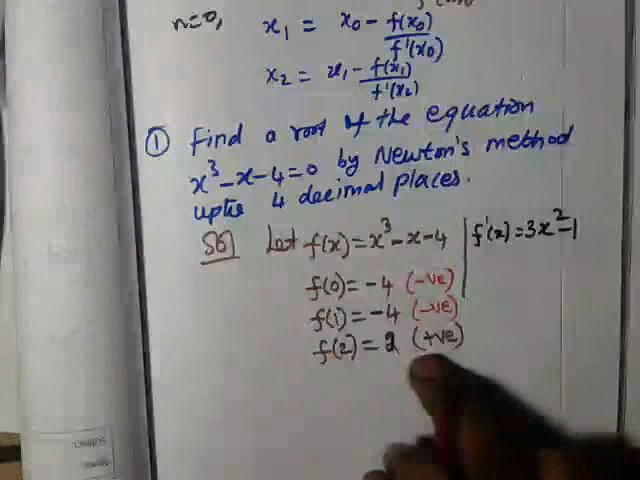 n=0, x₁ = x₀ - f(x₀)/f'(x₀)
x₂ = x₁ - f(x₁)/f'(x₂)
① Find a root of the equation
x³-x-4=0 by Newton's method
upto 4 decimal places.
Sol Let f(x)=x³-x-4 | f'(x)=3x²-1
f(0)=-4 (-ve)
f(1)=-4 (-ve)
f(2)=2 (+ve)